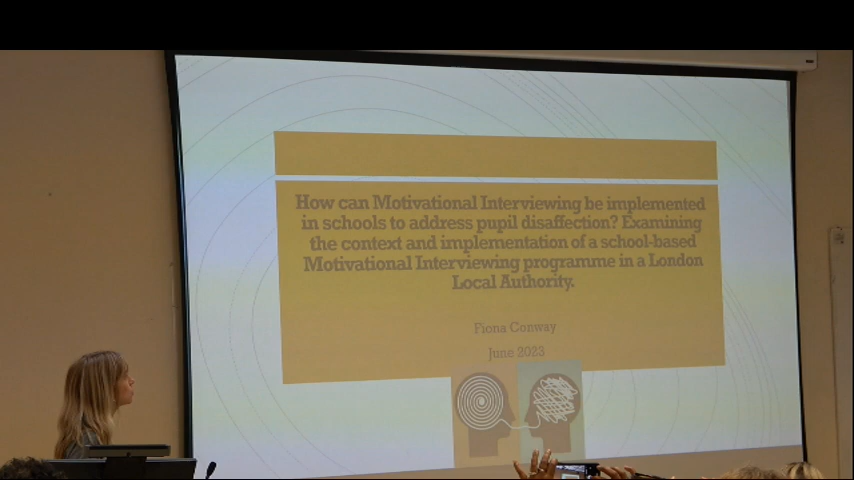 How can Motivational Interviewing be implemented
in schools to address pupil disaffection? Examining
the context and implementation of a school-based
Motivational Interviewing programme in a London
Local Authority.
Fiona Conway
June 2023